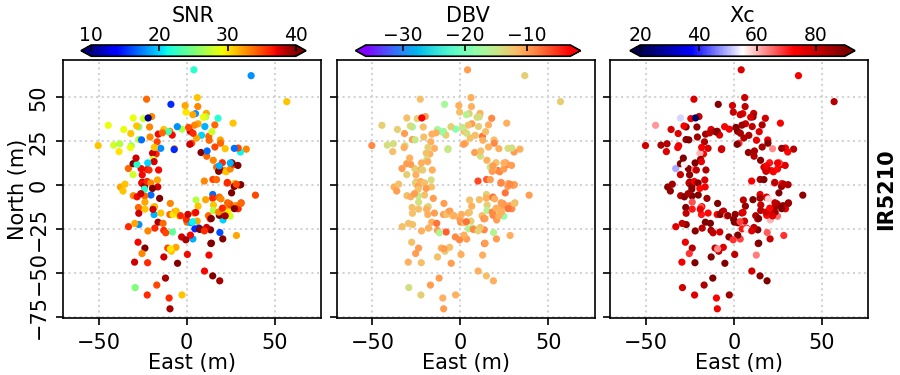 SNR
DBV
Xc
10 20 30 40
−30 −20 −10
20 40 60 80
50
25
0
−25
−50
−75
North (m)
−50 0 50
−50 0 50
−50 0 50
East (m)
East (m)
East (m)
IR5210